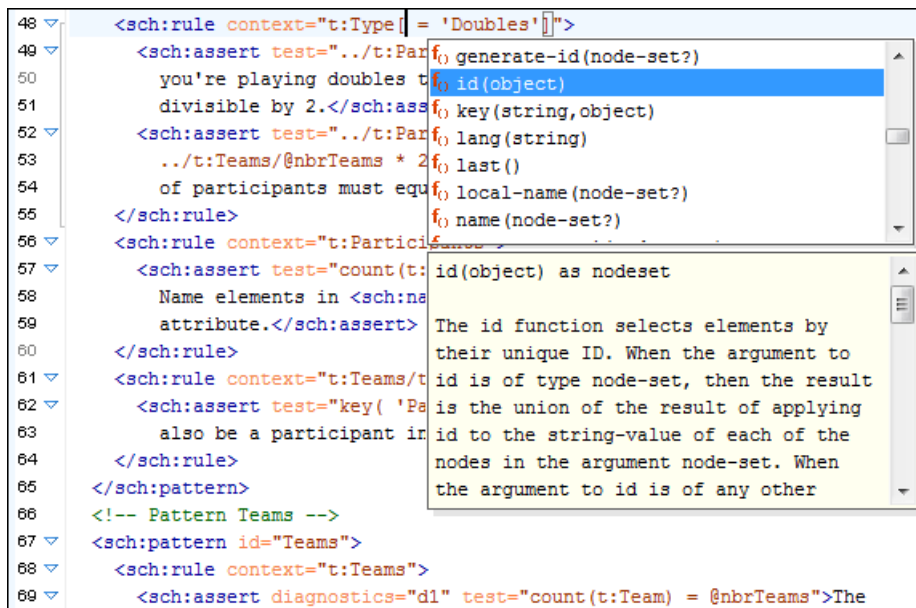 48 <sch:rule context="t:Type[ = 'Doubles']">
49 <sch:assert test="../t:Par
50 you're playing doubles t
51 divisible by 2.</sch:ass
52 <sch:assert test="../t:Par
53 ../t:Teams/@nbrTeams * 2
54 of participants must equ
55 </sch:rule>
56 <sch:rule context="t:Partici
57 <sch:assert test="count(t:
58 Name elements in <sch:na
59 attribute.</sch:assert>
60 </sch:rule>
61 <sch:rule context="t:Teams/t
62 <sch:assert test="key( 'Pa
63 also be a participant in
64 </sch:rule>
65 </sch:pattern>
66 <!-- Pattern Teams -->
67 <sch:pattern id="Teams">
68 <sch:rule context="t:Teams">
69 <sch:assert diagnostics="d1" test="count(t:Team) = @nbrTeams">The
f() generate-id(node-set?)
f() id(object)
f() key(string,object)
f() lang(string)
f() last()
f() local-name(node-set?)
f() name(node-set?)
id(object) as nodeset
The id function selects elements by
their unique ID. When the argument to
id is of type node-set, then the result
is the union of the result of applying
id to the string-value of each of the
nodes in the argument node-set. When
the argument to id is of any other